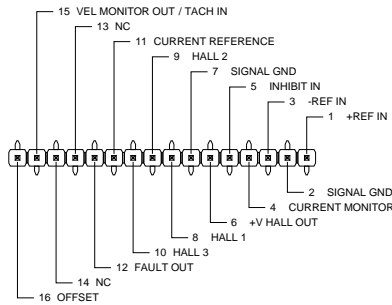 15 VEL MONITOR OUT / TACH IN
13 NC
11 CURRENT REFERENCE
9 HALL 2
7 SIGNAL GND
5 INHIBIT IN
3 -REF IN
1 +REF IN
2 SIGNAL GND
4 CURRENT MONITOR
6 +V HALL OUT
8 HALL 1
10 HALL 3
12 FAULT OUT
14 NC
16 OFFSET